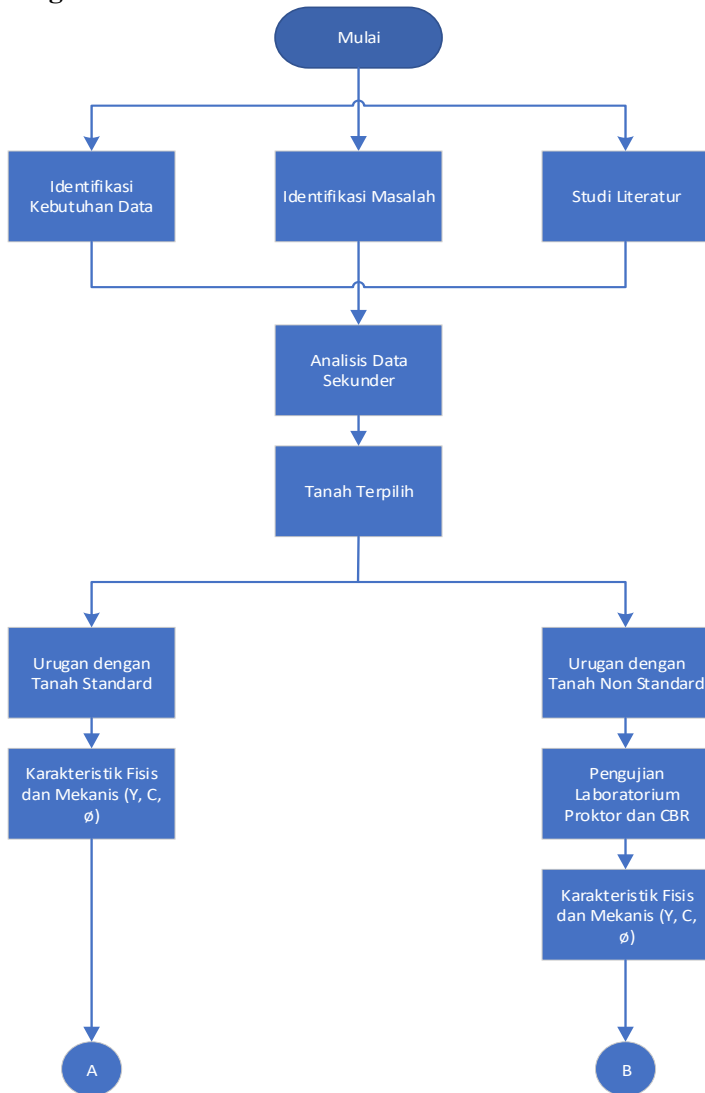 Mulai
Identifikasi
Kebutuhan Data
Identifikasi Masalah
Studi Literatur
Analisis Data
Sekunder
Tanah Terpilih
Urugan dengan
Tanah Standard
Urugan dengan
Tanah Non Standard
Karakteristik Fisis
dan Mekanis (Y, C,
ø)
Pengujian
Laboratorium
Proktor dan CBR
Karakteristik Fisis
dan Mekanis (Y, C,
ø)
A
B